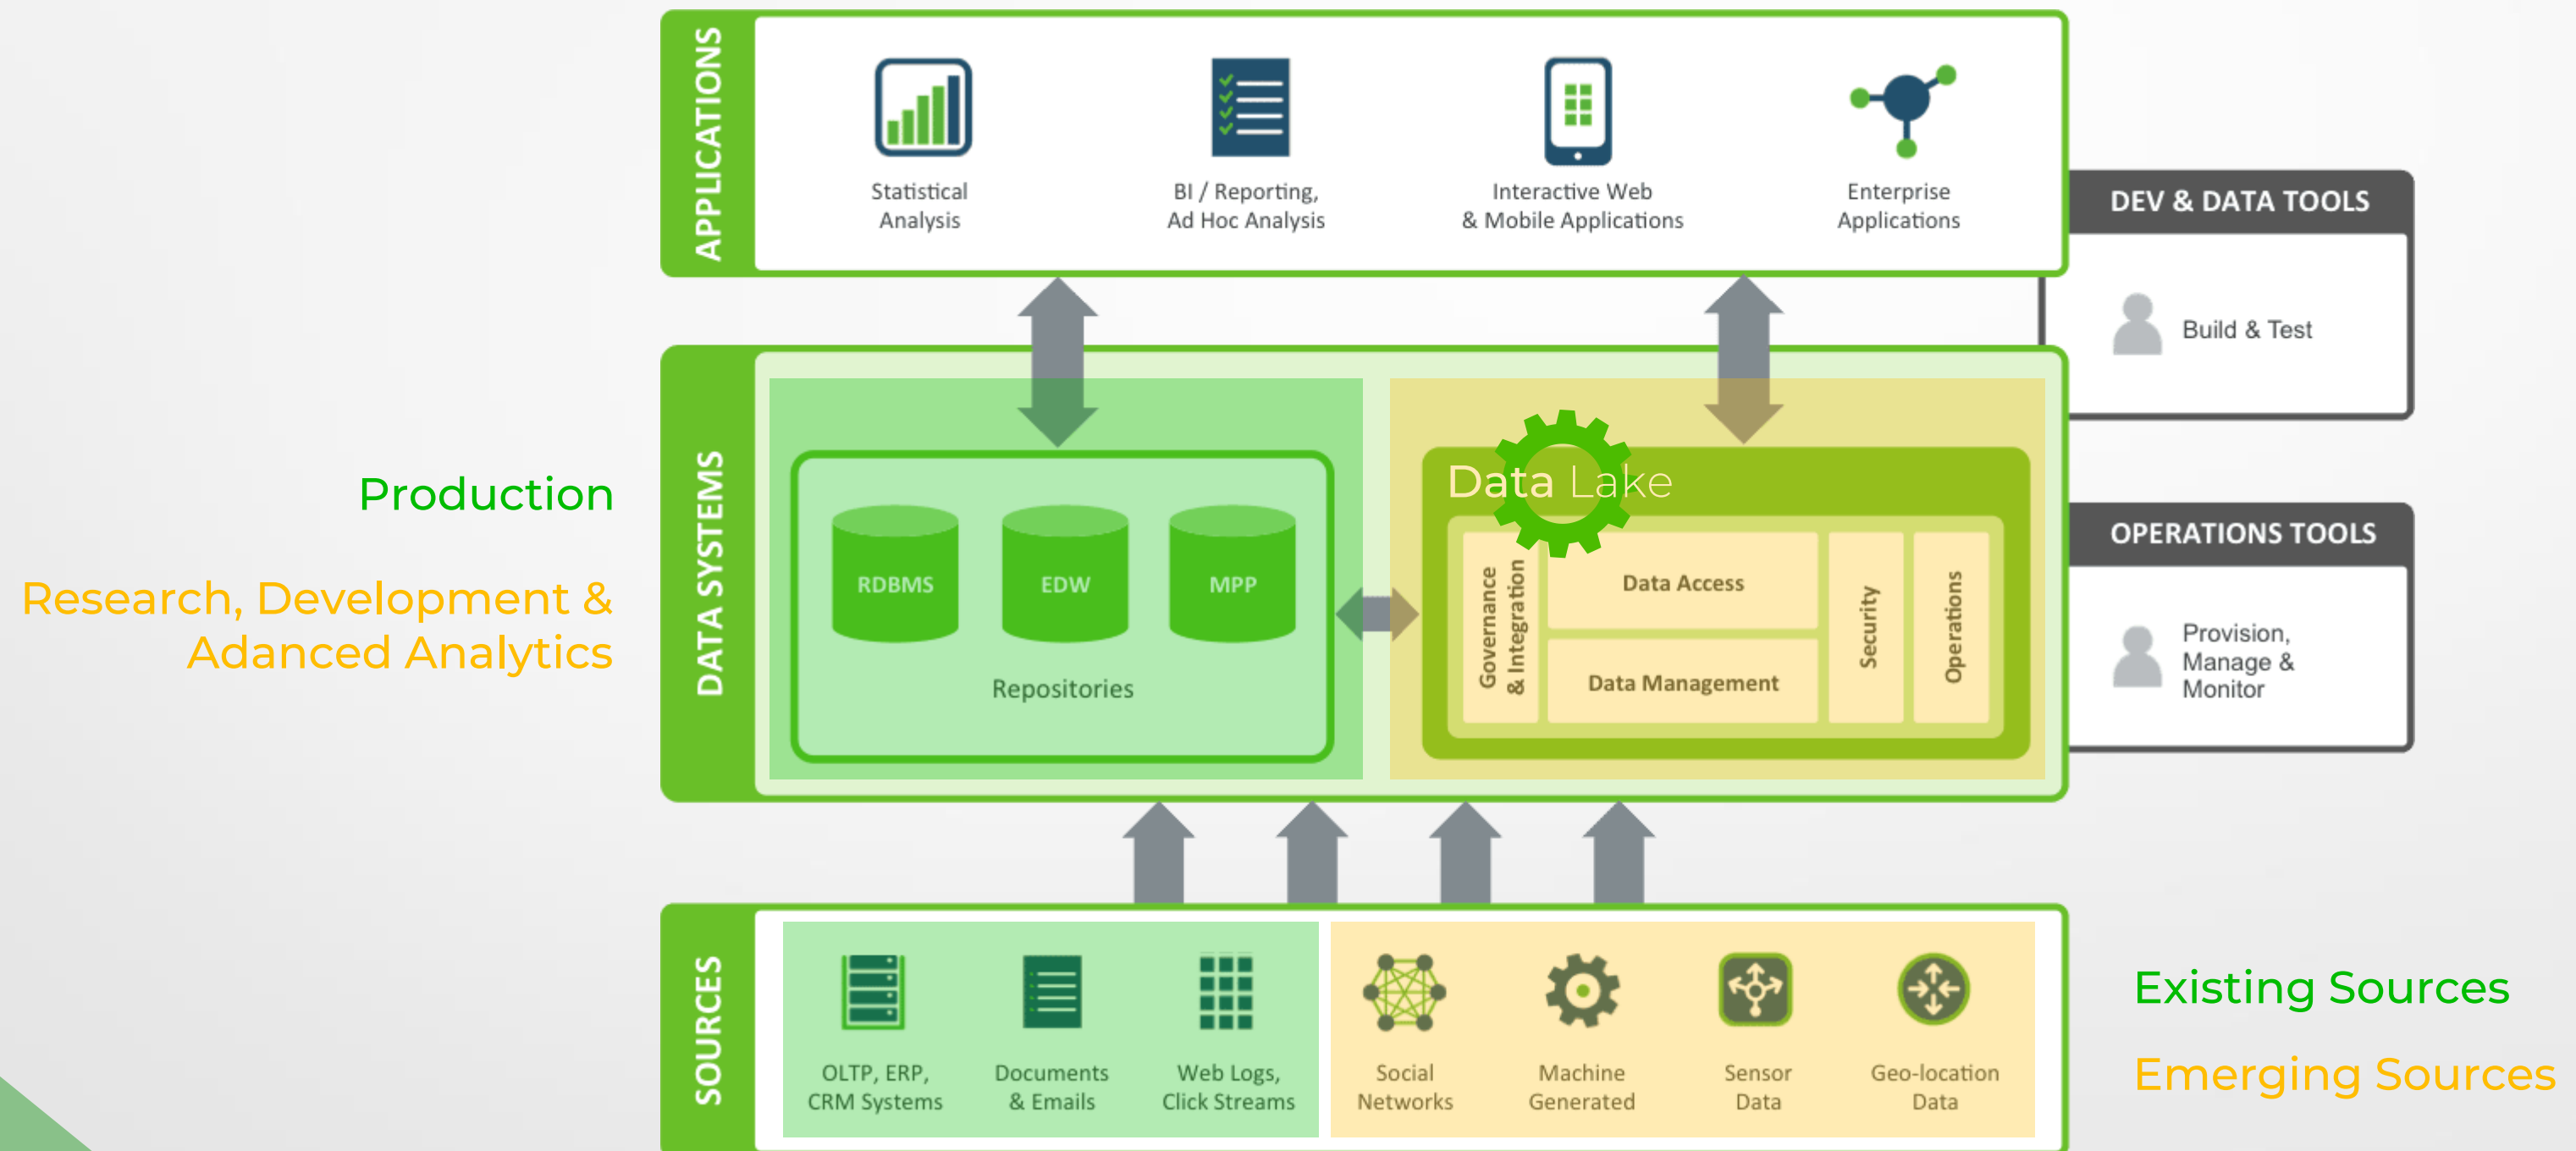 APPLICATIONS
Statistical
Analysis
BI / Reporting,
Ad Hoc Analysis
Interactive Web
& Mobile Applications
Enterprise
Applications
DEV & DATA TOOLS
Build & Test
Production
Research, Development &
Adanced Analytics
DATA SYSTEMS
RDBMS
EDW
MPP
Repositories
Data Lake
Governance
& Integration
Data Access
Data Management
Security
Operations
OPERATIONS TOOLS
Provision,
Manage &
Monitor
SOURCES
OLTP, ERP,
CRM Systems
Documents
& Emails
Web Logs,
Click Streams
Social
Networks
Machine
Generated
Sensor
Data
Geo-location
Data
Existing Sources
Emerging Sources